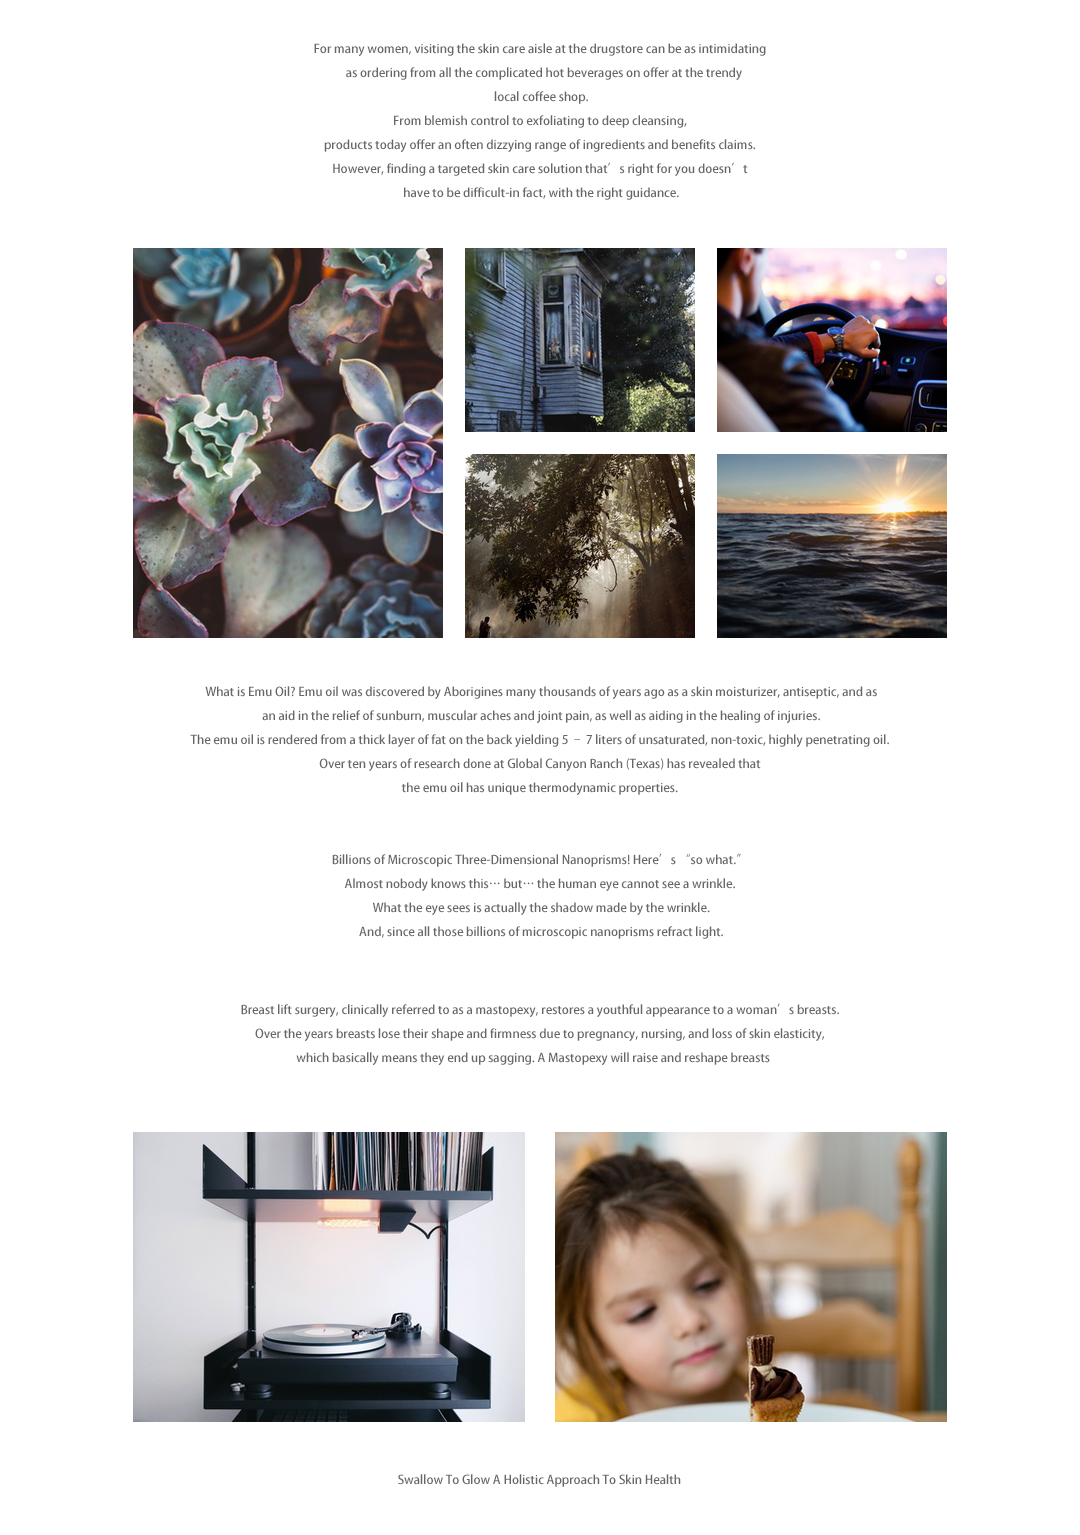 For many women, visiting the skin care aisle at the drugstore can be as intimidating
as ordering from all the complicated hot beverages on offer at the trendy
local coffee shop.
From blemish control to exfoliating to deep cleansing,
products today offer an often dizzying range of ingredients and benefits claims.
However, finding a targeted skin care solution that’s right for you doesn’t
have to be difficult-in fact, with the right guidance.
What is Emu Oil? Emu oil was discovered by Aborigines many thousands of years ago as a skin moisturizer, antiseptic, and as
an aid in the relief of sunburn, muscular aches and joint pain, as well as aiding in the healing of injuries.
The emu oil is rendered from a thick layer of fat on the back yielding 5 – 7 liters of unsaturated, non-toxic, highly penetrating oil.
Over ten years of research done at Global Canyon Ranch (Texas) has revealed that
the emu oil has unique thermodynamic properties.
Billions of Microscopic Three-Dimensional Nanoprisms! Here’s “so what.”
Almost nobody knows this… but… the human eye cannot see a wrinkle.
What the eye sees is actually the shadow made by the wrinkle.
And, since all those billions of microscopic nanoprisms refract light.
Breast lift surgery, clinically referred to as a mastopexy, restores a youthful appearance to a woman’s breasts.
Over the years breasts lose their shape and firmness due to pregnancy, nursing, and loss of skin elasticity,
which basically means they end up sagging. A Mastopexy will raise and reshape breasts
Swallow To Glow A Holistic Approach To Skin Health